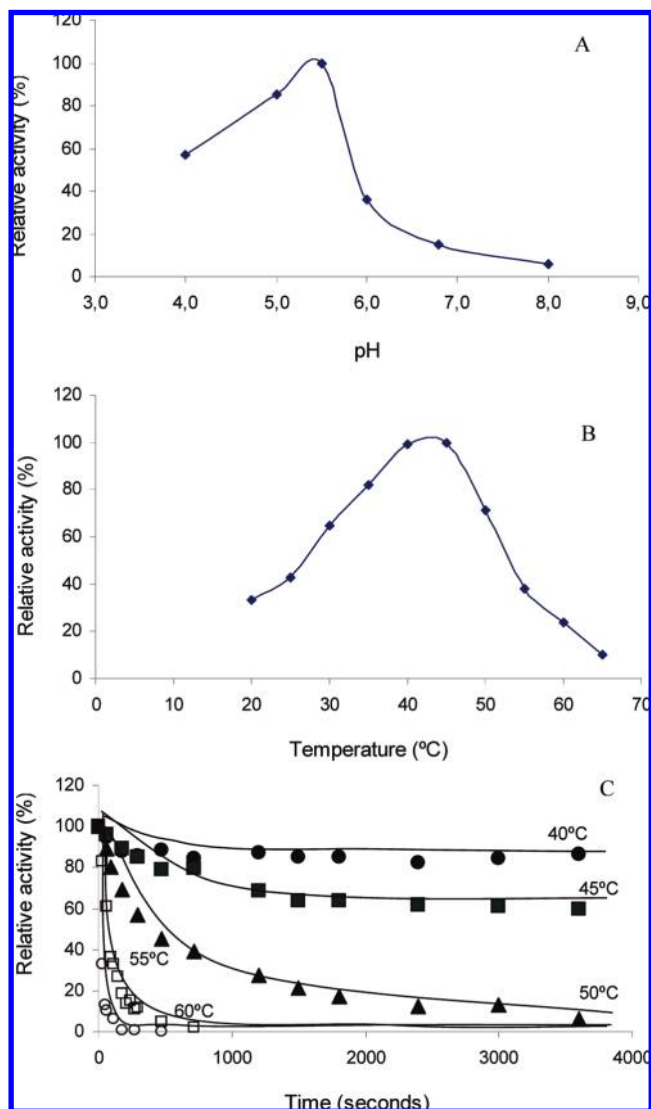 A
Relative activity (%)
120
100
80
60
40
20
0
3,0 4,0 5,0 6,0 7,0 8,0 9,0
pH
B
Relative activity (%)
120
100
80
60
40
20
0
0 10 20 30 40 50 60 70
Temperature (ºC)
C
Relative activity (%)
120
100
80
60
40
20
0
40ºC
45ºC
55ºC
50ºC
60ºC
0 1000 2000 3000 4000
Time (seconds)